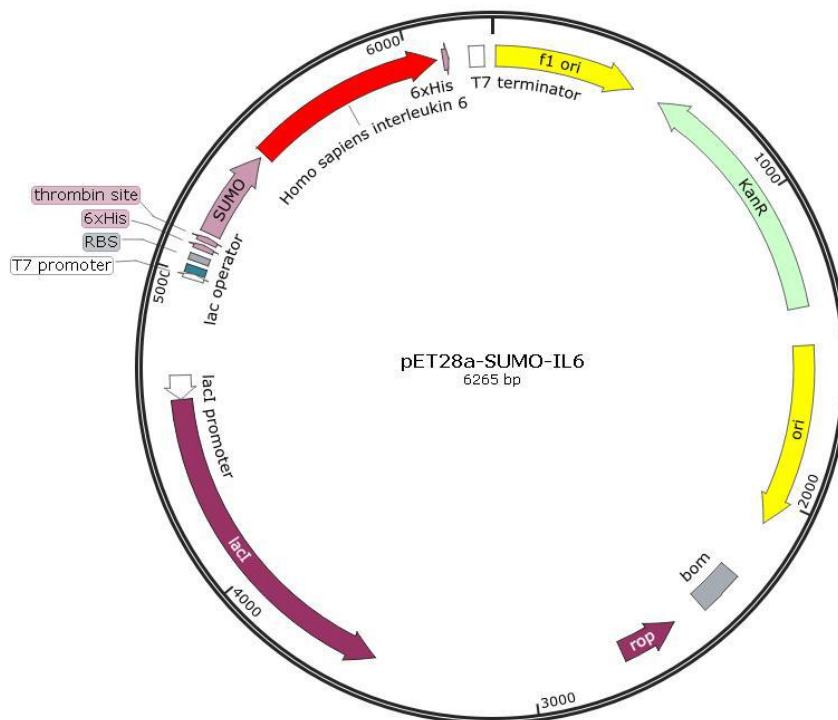 6000
f1 ori
6xHis
T7 terminator
Homo sapiens interleukin 6
1000
KanR
thrombin site
SUMO
6xHis
RBS
T7 promoter
lac operator
5000
pET28a-SUMO-IL6
6265 bp
lacI promoter
ori
2000
lacI
bom
4000
rop
3000